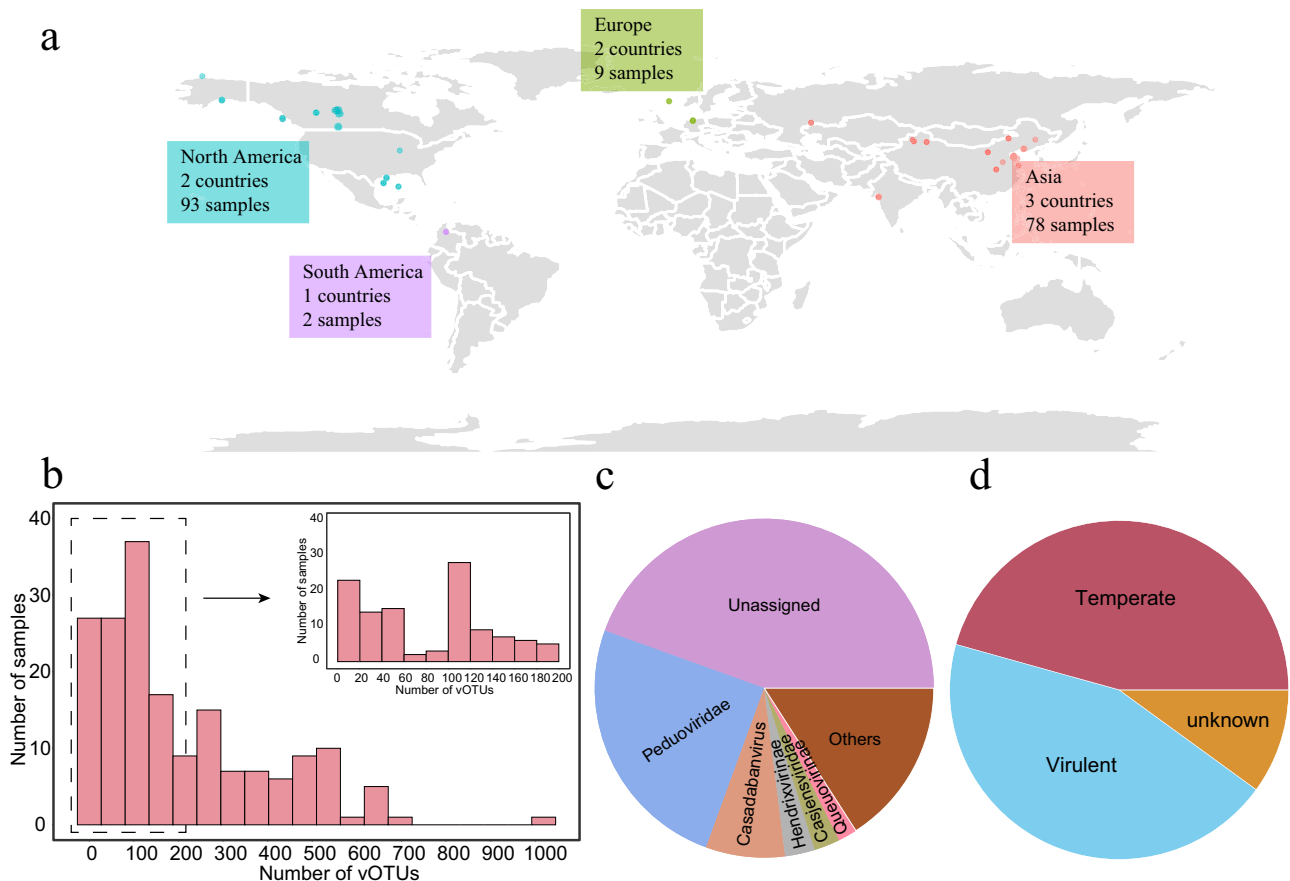 a
Europe
2 countries
9 samples
North America
2 countries
93 samples
Asia
3 countries
78 samples
South America
1 countries
2 samples
b
40
30
20
10
0
Number of samples
0 100 200 300 400 500 600 700 800 900 1000
Number of vOTUs
40
30
20
10
0
Number of samples
0 20 40 60 80 100 120 140 160 180 200
Number of vOTUs
c
Unassigned
Peduoviridae
Casadabanvirus
Hendrixvirinae
Casjensviridae
Queuovirinae
Others
d
Temperate
Virulent
unknown